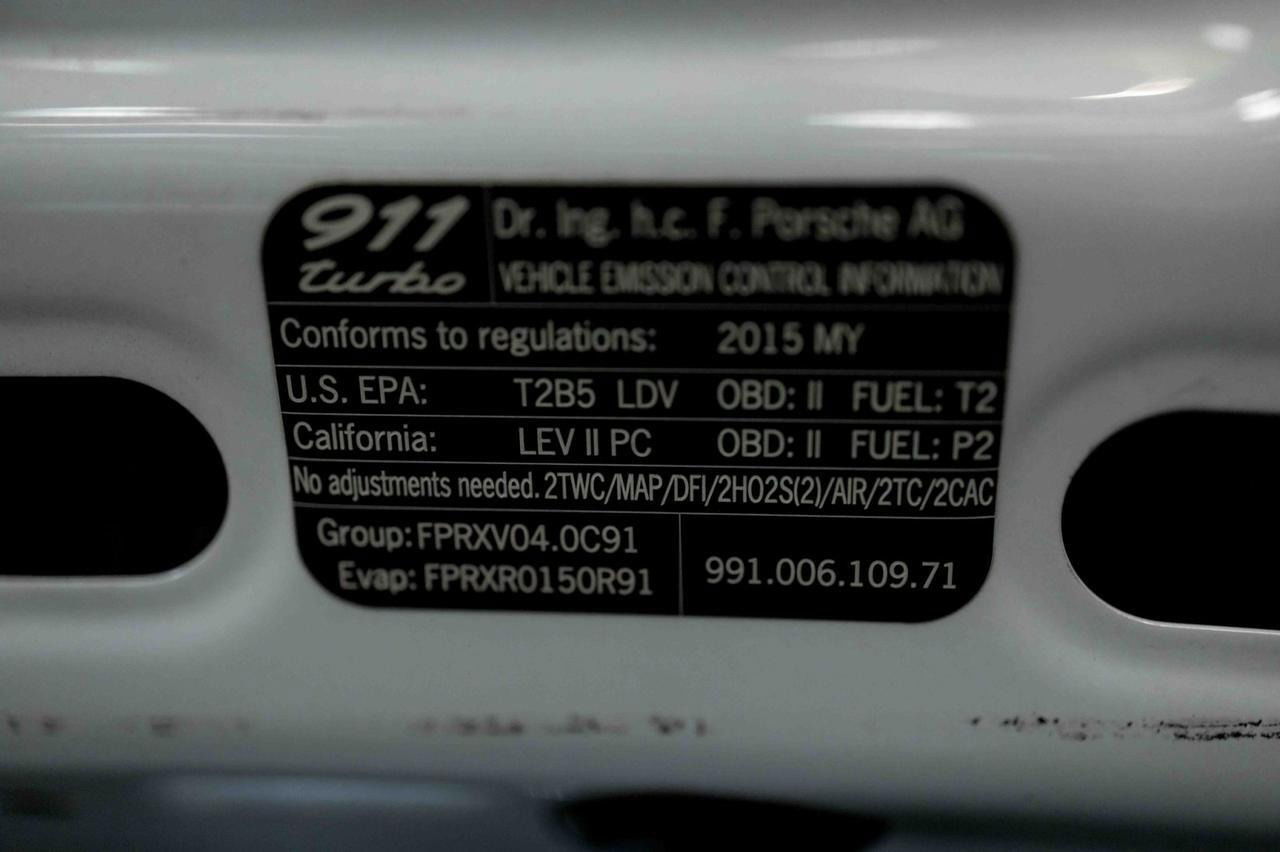 911 turbo
Dr. Ing. h.c. F. Porsche AG
VEHICLE EMISSION CONTROL INFORMATION
Conforms to regulations: 2015 MY
U.S. EPA: T2B5 LDV OBD: II FUEL: T2
California: LEV II PC OBD: II FUEL: P2
No adjustments needed. 2TWC/MAP/DFI/2HO2S(2)/AIR/2TC/2CAC
Group: FPRXV04.0C91
Evap: FPRXR0150R91
991.006.109.71